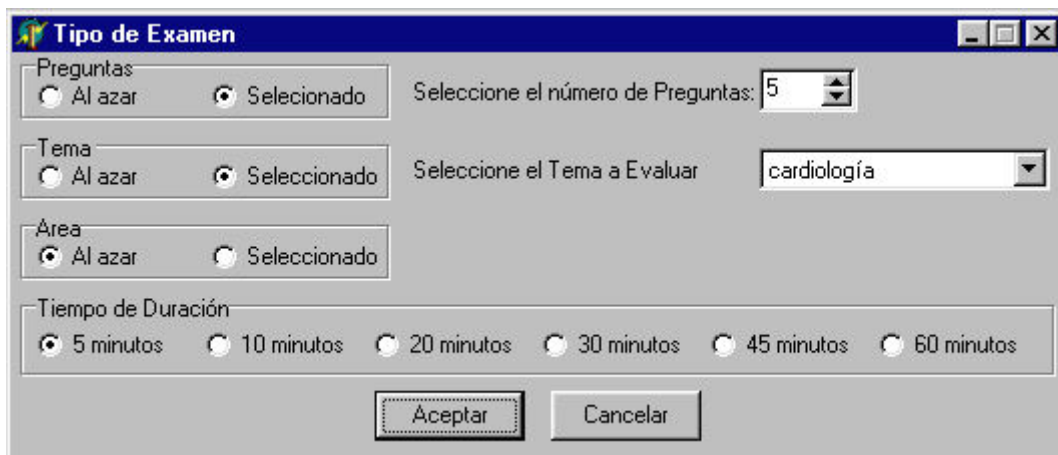 Tipo de Examen
Preguntas
Al azar Selecionado Seleccione el número de Preguntas: 5
Tema
Al azar Seleccionado Seleccione el Tema a Evaluar cardiología
Area
Al azar Seleccionado
Tiempo de Duración
5 minutos 10 minutos 20 minutos 30 minutos 45 minutos 60 minutos
Aceptar Cancelar